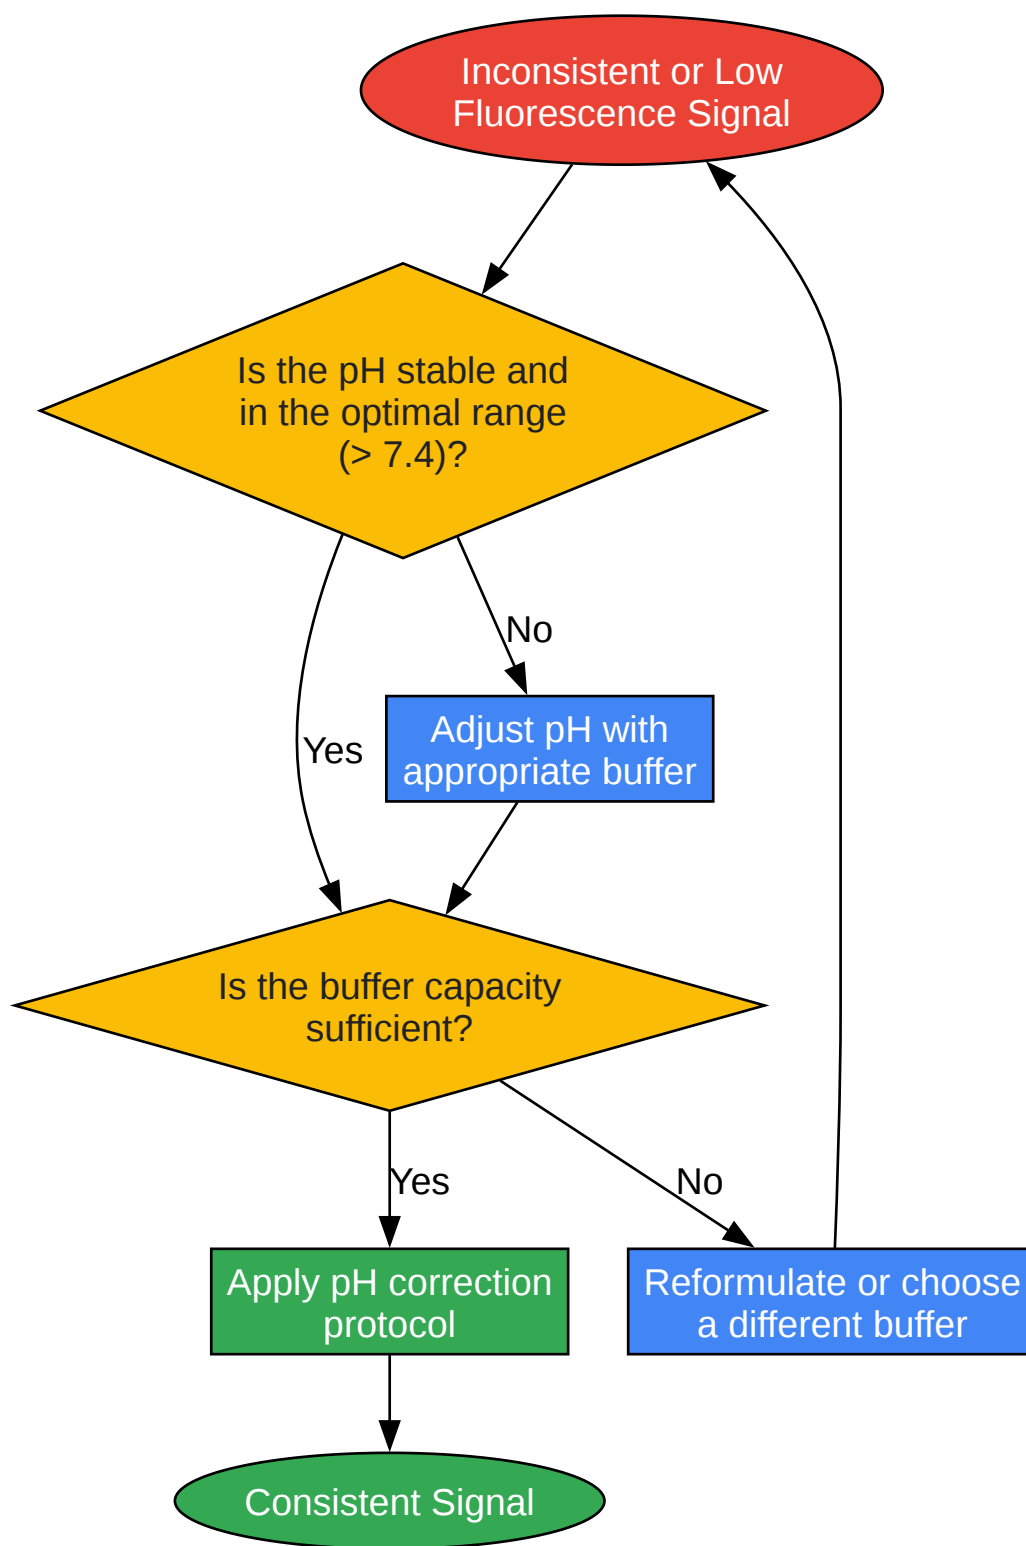 Inconsistent or Low
Fluorescence Signal
Is the pH stable and
in the optimal range
(> 7.4)?
No
Adjust pH with
appropriate buffer
Yes
Is the buffer capacity
sufficient?
Yes
No
Apply pH correction
protocol
Reformulate or choose
a different buffer
Consistent Signal